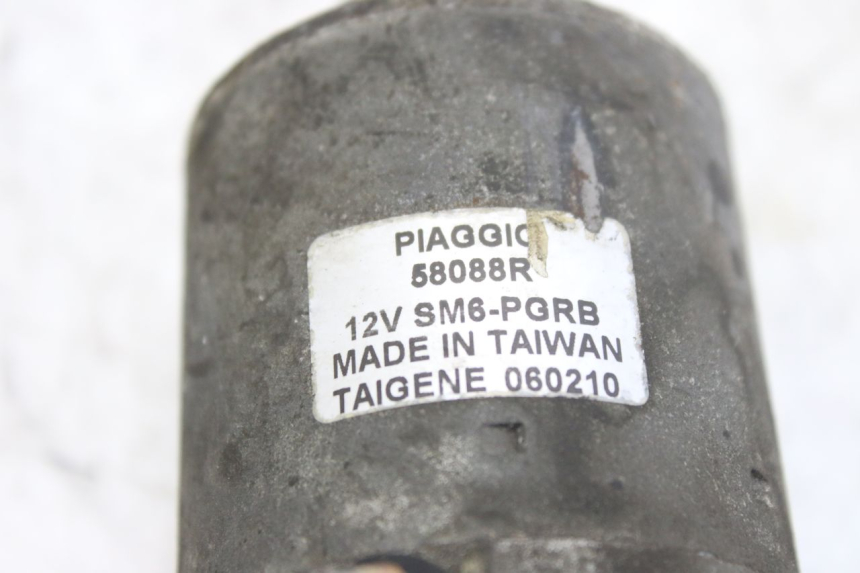 PIAGGIO
58088R
12V SM6-PGRB
MADE IN TAIWAN
TAIGENE 060210